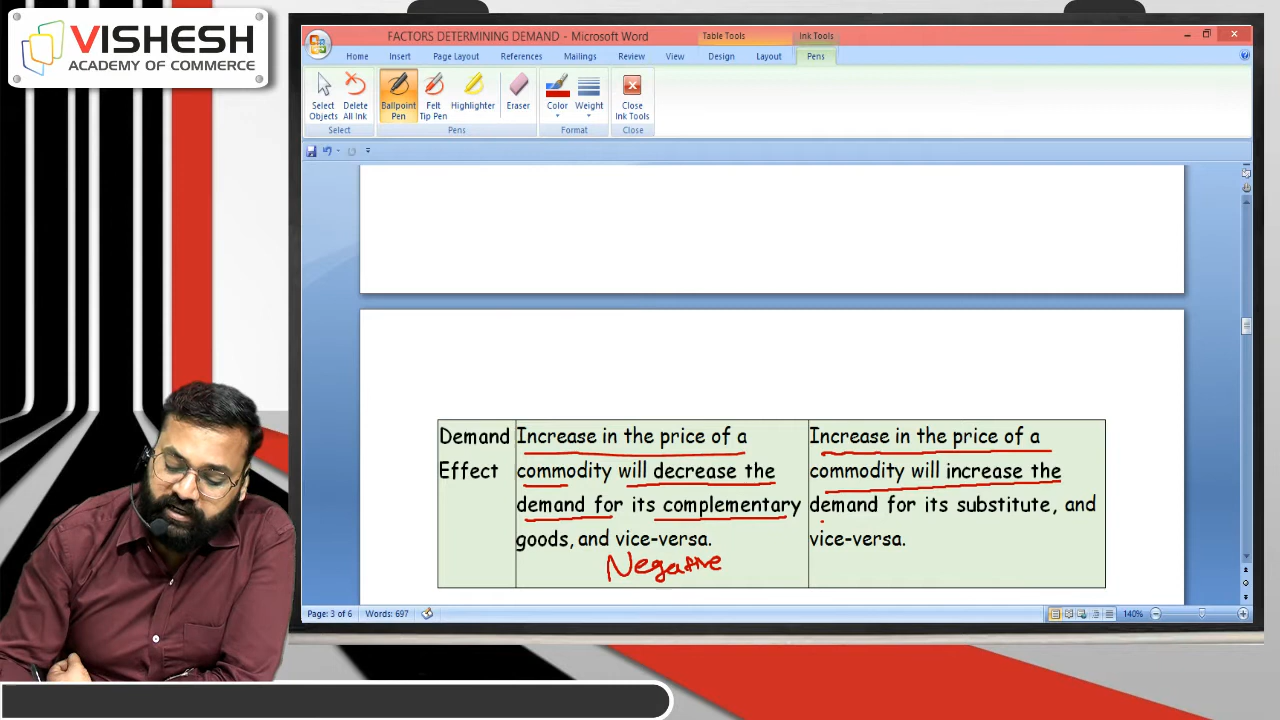 VISHESH
ACADEMY OF COMMERCE
FACTORS DETERMINING DEMAND - Microsoft Word
Table Tools
Ink Tools
Home Insert Page Layout References Mailings Review View Design Layout Pens
Select Objects
Delete All Ink
Ballpoint Pen
Felt Tip Pen
Highlighter
Eraser
Color
Weight
Close Ink Tools
Select
Pens
Format
Close
Demand
Effect
Increase in the price of a
commodity will decrease the
demand for its complementary
goods, and vice-versa.
Negative
Increase in the price of a
commodity will increase the
demand for its substitute, and
vice-versa.
Page: 3 of 6 Words: 697
140%